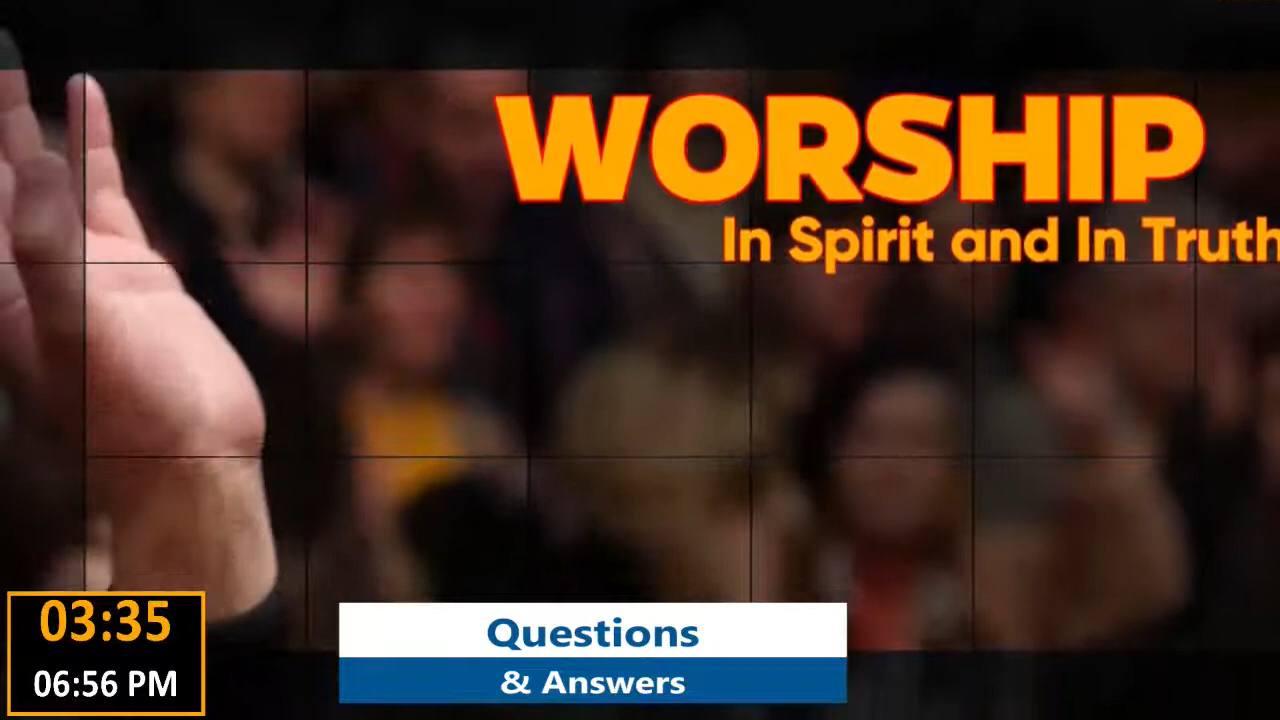 WORSHIP
In Spirit and In Truth
Questions
& Answers
03:35
06:56 PM